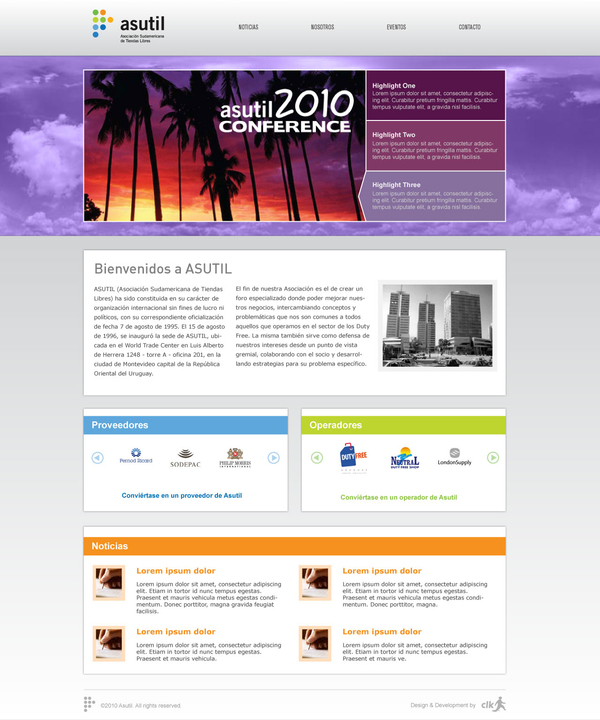 asutil
Asociación Sudamericana
de Tiendas Libres
NOTICIAS
NOSOTROS
EVENTOS
CONTACTO
asutil 2010
CONFERENCE
Highlight One
Lorem ipsum dolor sit amet, consectetur adipisc-
ing elit. Curabitur pretium fringilla mattis. Curabitur
tempus vulputate elit, a gravida nisl facilisis.
Highlight Two
Lorem ipsum dolor sit amet, consectetur adipisc-
ing elit. Curabitur pretium fringilla mattis. Curabitur
tempus vulputate elit, a gravida nisl facilisis.
Highlight Three
Lorem ipsum dolor sit amet, consectetur adipisc-
ing elit. Curabitur pretium fringilla mattis. Curabitur
tempus vulputate elit, a gravida nisl facilisis.
Bienvenidos a ASUTIL
ASUTIL (Asociación Sudamericana de Tiendas
Libres) ha sido constituida en su carácter de
organización internacional sin fines de lucro ni
políticos, con su correspondiente oficialización
de fecha 7 de agosto de 1995. El 15 de agosto
de 1996, se inauguró la sede de ASUTIL, ubi-
cada en el World Trade Center en Luis Alberto
de Herrera 1248 - torre A - oficina 201, en la
ciudad de Montevideo capital de la República
Oriental del Uruguay.
El fin de nuestra Asociación es el de crear un
foro especializado donde poder mejorar nues-
tros negocios, intercambiando conceptos y
problemáticas que nos son comunes a todos
aquellos que operamos en el sector de los Duty
Free. La misma también sirve como defensa de
nuestros intereses desde un punto de vista
gremial, colaborando con el socio y desarrol-
lando estrategias para su problema específico.
Proveedores
Pernod Ricard
SODEPAC
PHILIP MORRIS
INTERNATIONAL
Conviértase en un proveedor de Asutil
Operadores
DUTY FREE
NEUTRAL
DUTY FREE SHOP
LondonSupply
Conviértase en un operador de Asutil
Noticias
Lorem ipsum dolor
Lorem ipsum dolor sit amet, consectetur adipiscing
elit. Etiam in tortor id nunc tempus egestas.
Praesent et mauris vehicula metus egestas condi-
mentum. Donec porttitor, magna gravida feugiat
facilisis.
Lorem ipsum dolor
Lorem ipsum dolor sit amet, consectetur adipiscing
elit. Etiam in tortor id nunc tempus egestas.
Praesent et mauris vehicula metus egestas condi-
mentum. Donec porttitor, magna.
Lorem ipsum dolor
Lorem ipsum dolor sit amet, consectetur adipiscing
elit. Etiam in tortor id nunc tempus egestas.
Praesent et mauris vehicula.
Lorem ipsum dolor
Lorem ipsum dolor sit amet, consectetur adipiscing
elit. Etiam in tortor id nunc tempus egestas.
Praesent et mauris ve.
©2010 Asutil. All rights reserved.
Design & Development by clk